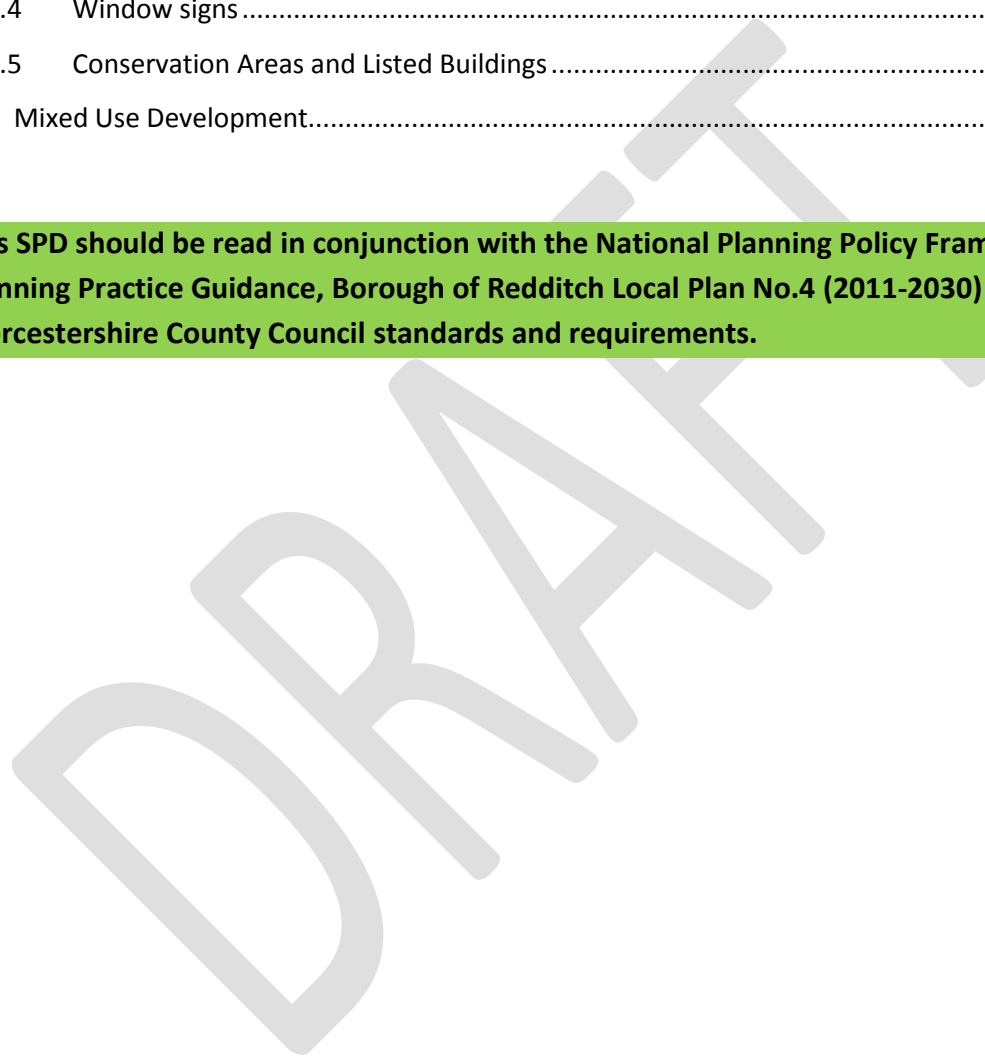 .4 Window signs
.5 Conservation Areas and Listed Buildings
Mixed Use Development
s SPD should be read in conjunction with the National Planning Policy Fram
nning Practice Guidance, Borough of Redditch Local Plan No.4 (2011-2030)
rcestershire County Council standards and requirements.
DRAFT